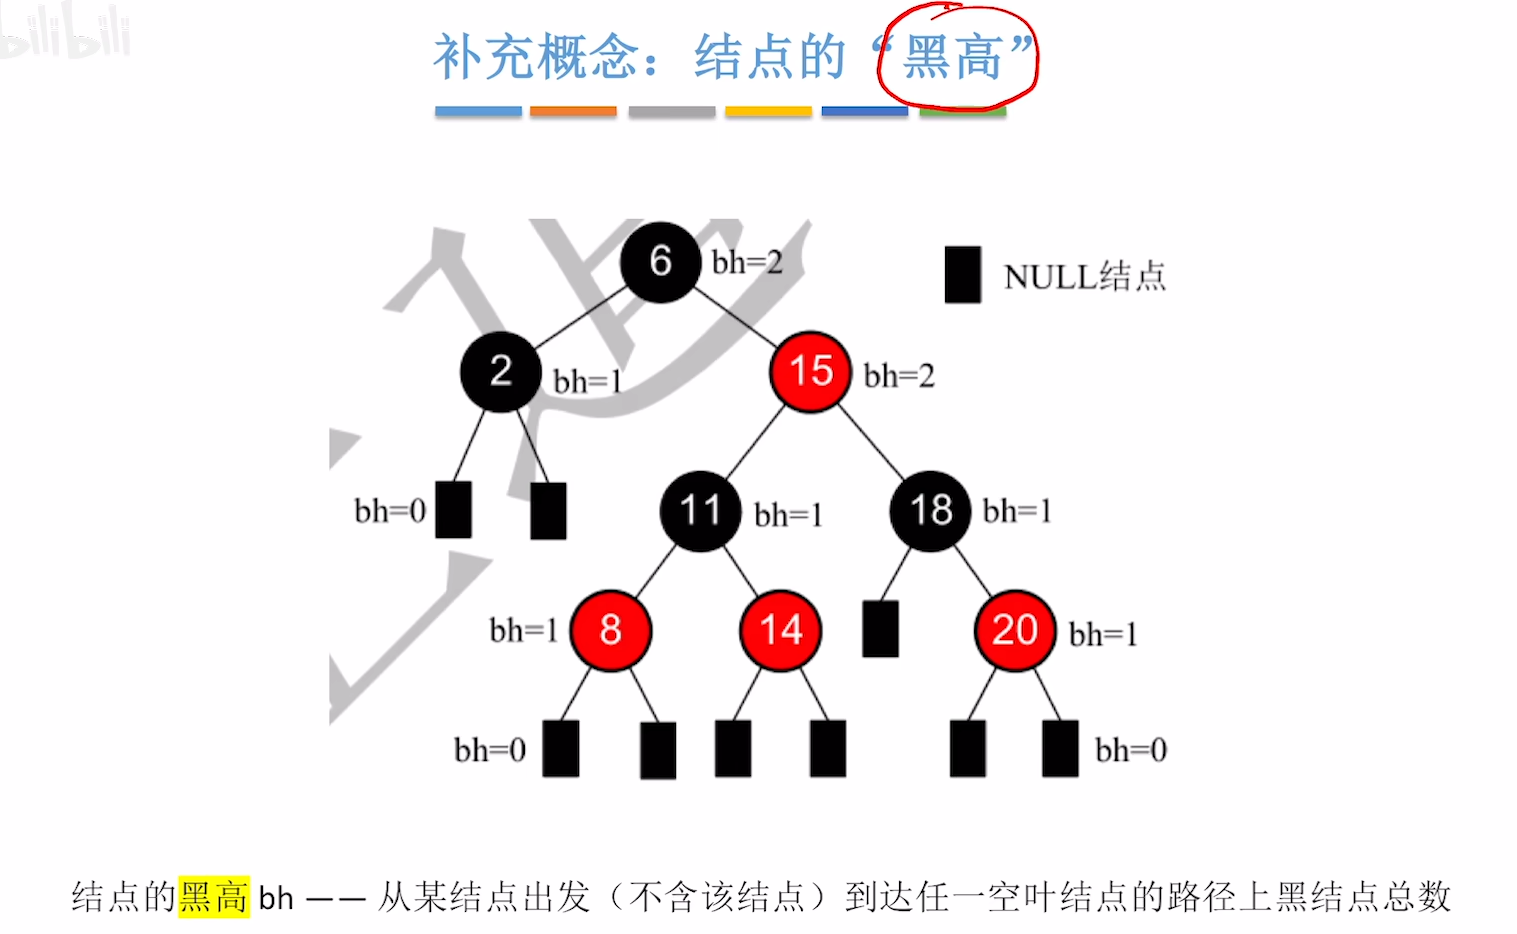 bilibili
补充概念：结点的“黑高”
6 bh=2
NULL结点
2 bh=1
15 bh=2
bh=0
11 bh=1
18 bh=1
bh=1 8
14
20 bh=1
bh=0
bh=0
结点的黑高 bh —— 从某结点出发（不含该结点）到达任一空叶结点的路径上黑结点总数